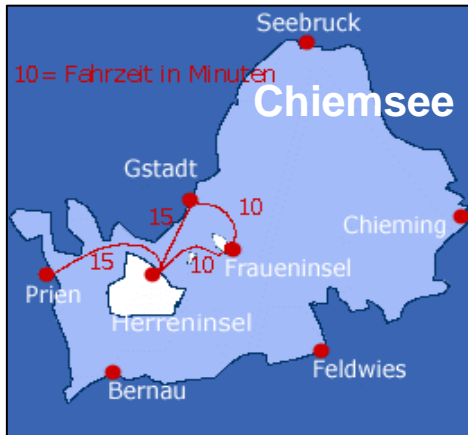 Seebruck
10= Fahrzeit in Minuten
Chiemsee
Gstadt
15
10
Chieming
15
10
Fraueninsel
Prien
Herreninsel
Feldwies
Bernau